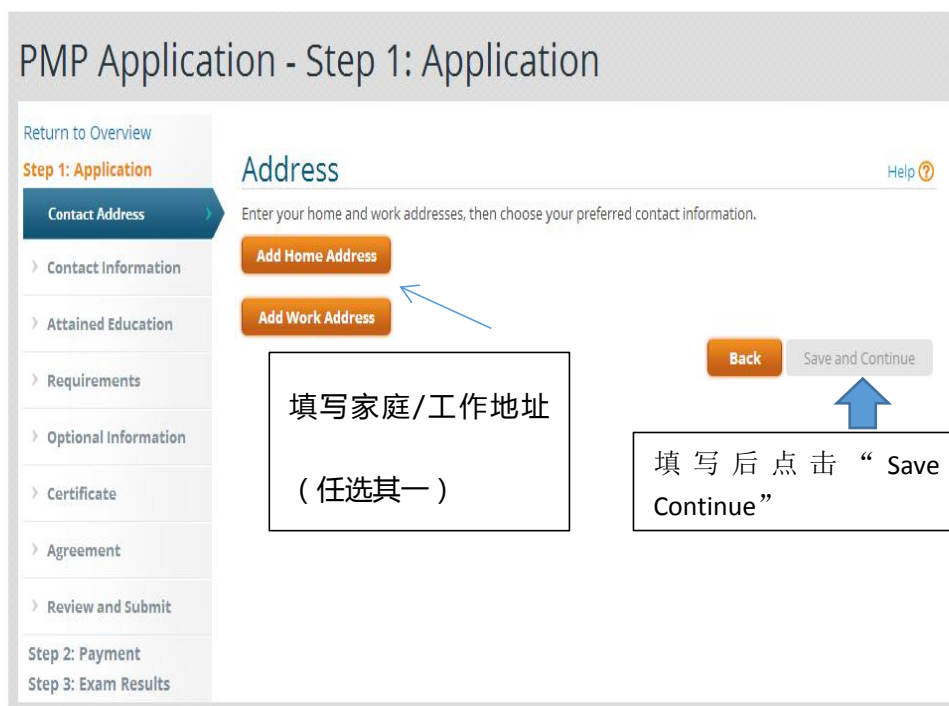 PMP Application - Step 1: Application
Return to Overview
Step 1: Application
Contact Address
Contact Information
Attained Education
Requirements
Optional Information
Certificate
Agreement
Review and Submit
Step 2: Payment
Step 3: Exam Results
Address
Help ?
Enter your home and work addresses, then choose your preferred contact information.
Add Home Address
Add Work Address
Back
Save and Continue
填写家庭/工作地址
（任选其一）
填写后点击“Save
Continue”